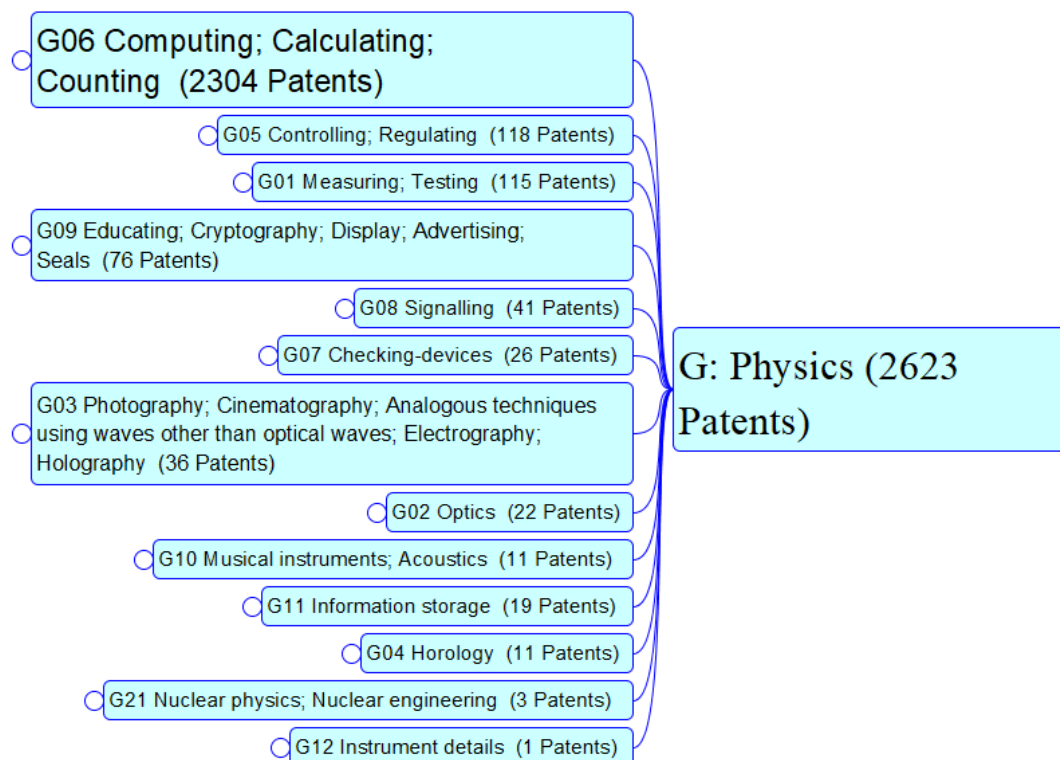 G06 Computing; Calculating;
Counting (2304 Patents)
G05 Controlling; Regulating (118 Patents)
G01 Measuring; Testing (115 Patents)
G09 Educating; Cryptography; Display; Advertising;
Seals (76 Patents)
G08 Signalling (41 Patents)
G07 Checking-devices (26 Patents)
G03 Photography; Cinematography; Analogous techniques
using waves other than optical waves; Electrography;
Holography (36 Patents)
G02 Optics (22 Patents)
G10 Musical instruments; Acoustics (11 Patents)
G11 Information storage (19 Patents)
G04 Horology (11 Patents)
G21 Nuclear physics; Nuclear engineering (3 Patents)
G12 Instrument details (1 Patents)
G: Physics (2623
Patents)